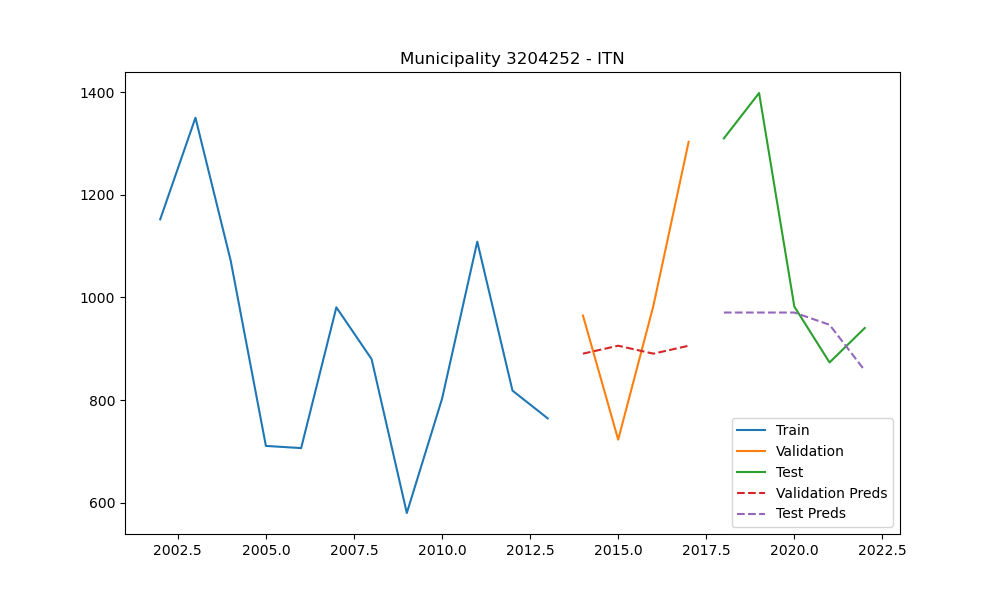 Municipality 3204252 - ITN
1400
1200
1000
800
600
2002.5 2005.0 2007.5 2010.0 2012.5 2015.0 2017.5 2020.0 2022.5
Train
Validation
Test
Validation Preds
Test Preds